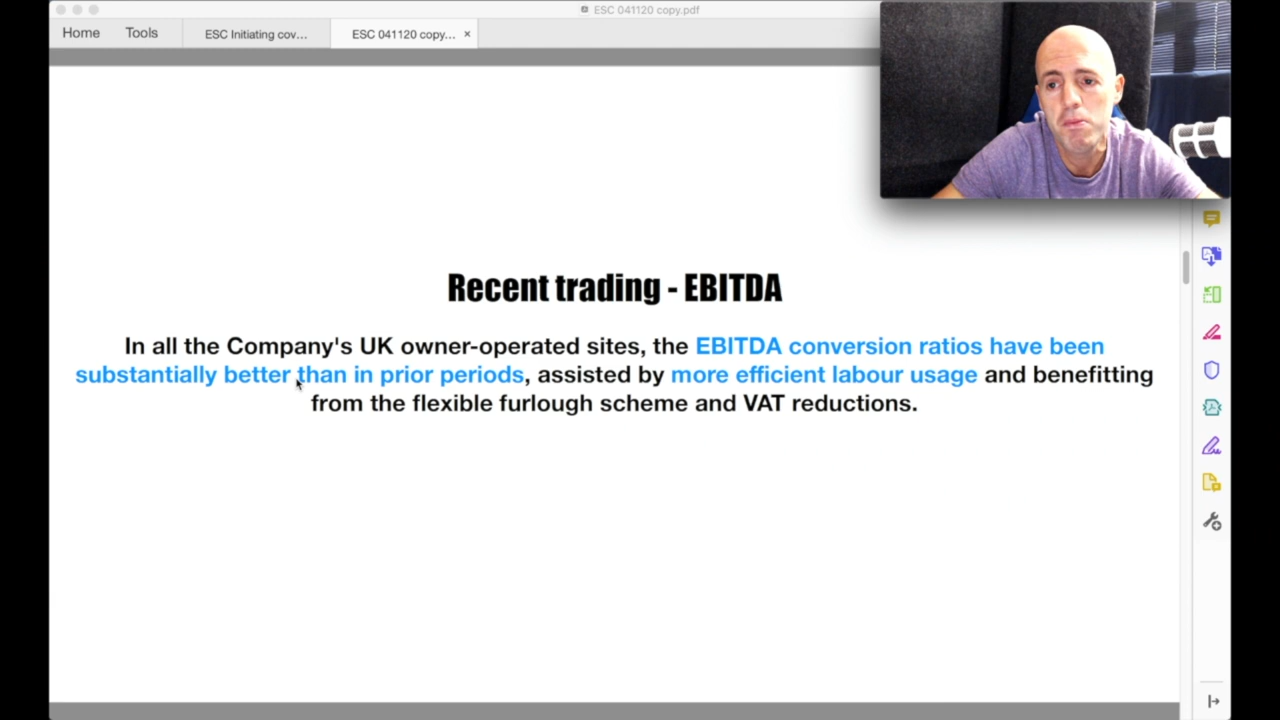 ESC 041120 copy.pdf
Home
Tools
ESC Initiating cov...
ESC 041120 copy...
Recent trading - EBITDA
In all the Company's UK owner-operated sites, the EBITDA conversion ratios have been
substantially better than in prior periods, assisted by more efficient labour usage and benefitting
from the flexible furlough scheme and VAT reductions.